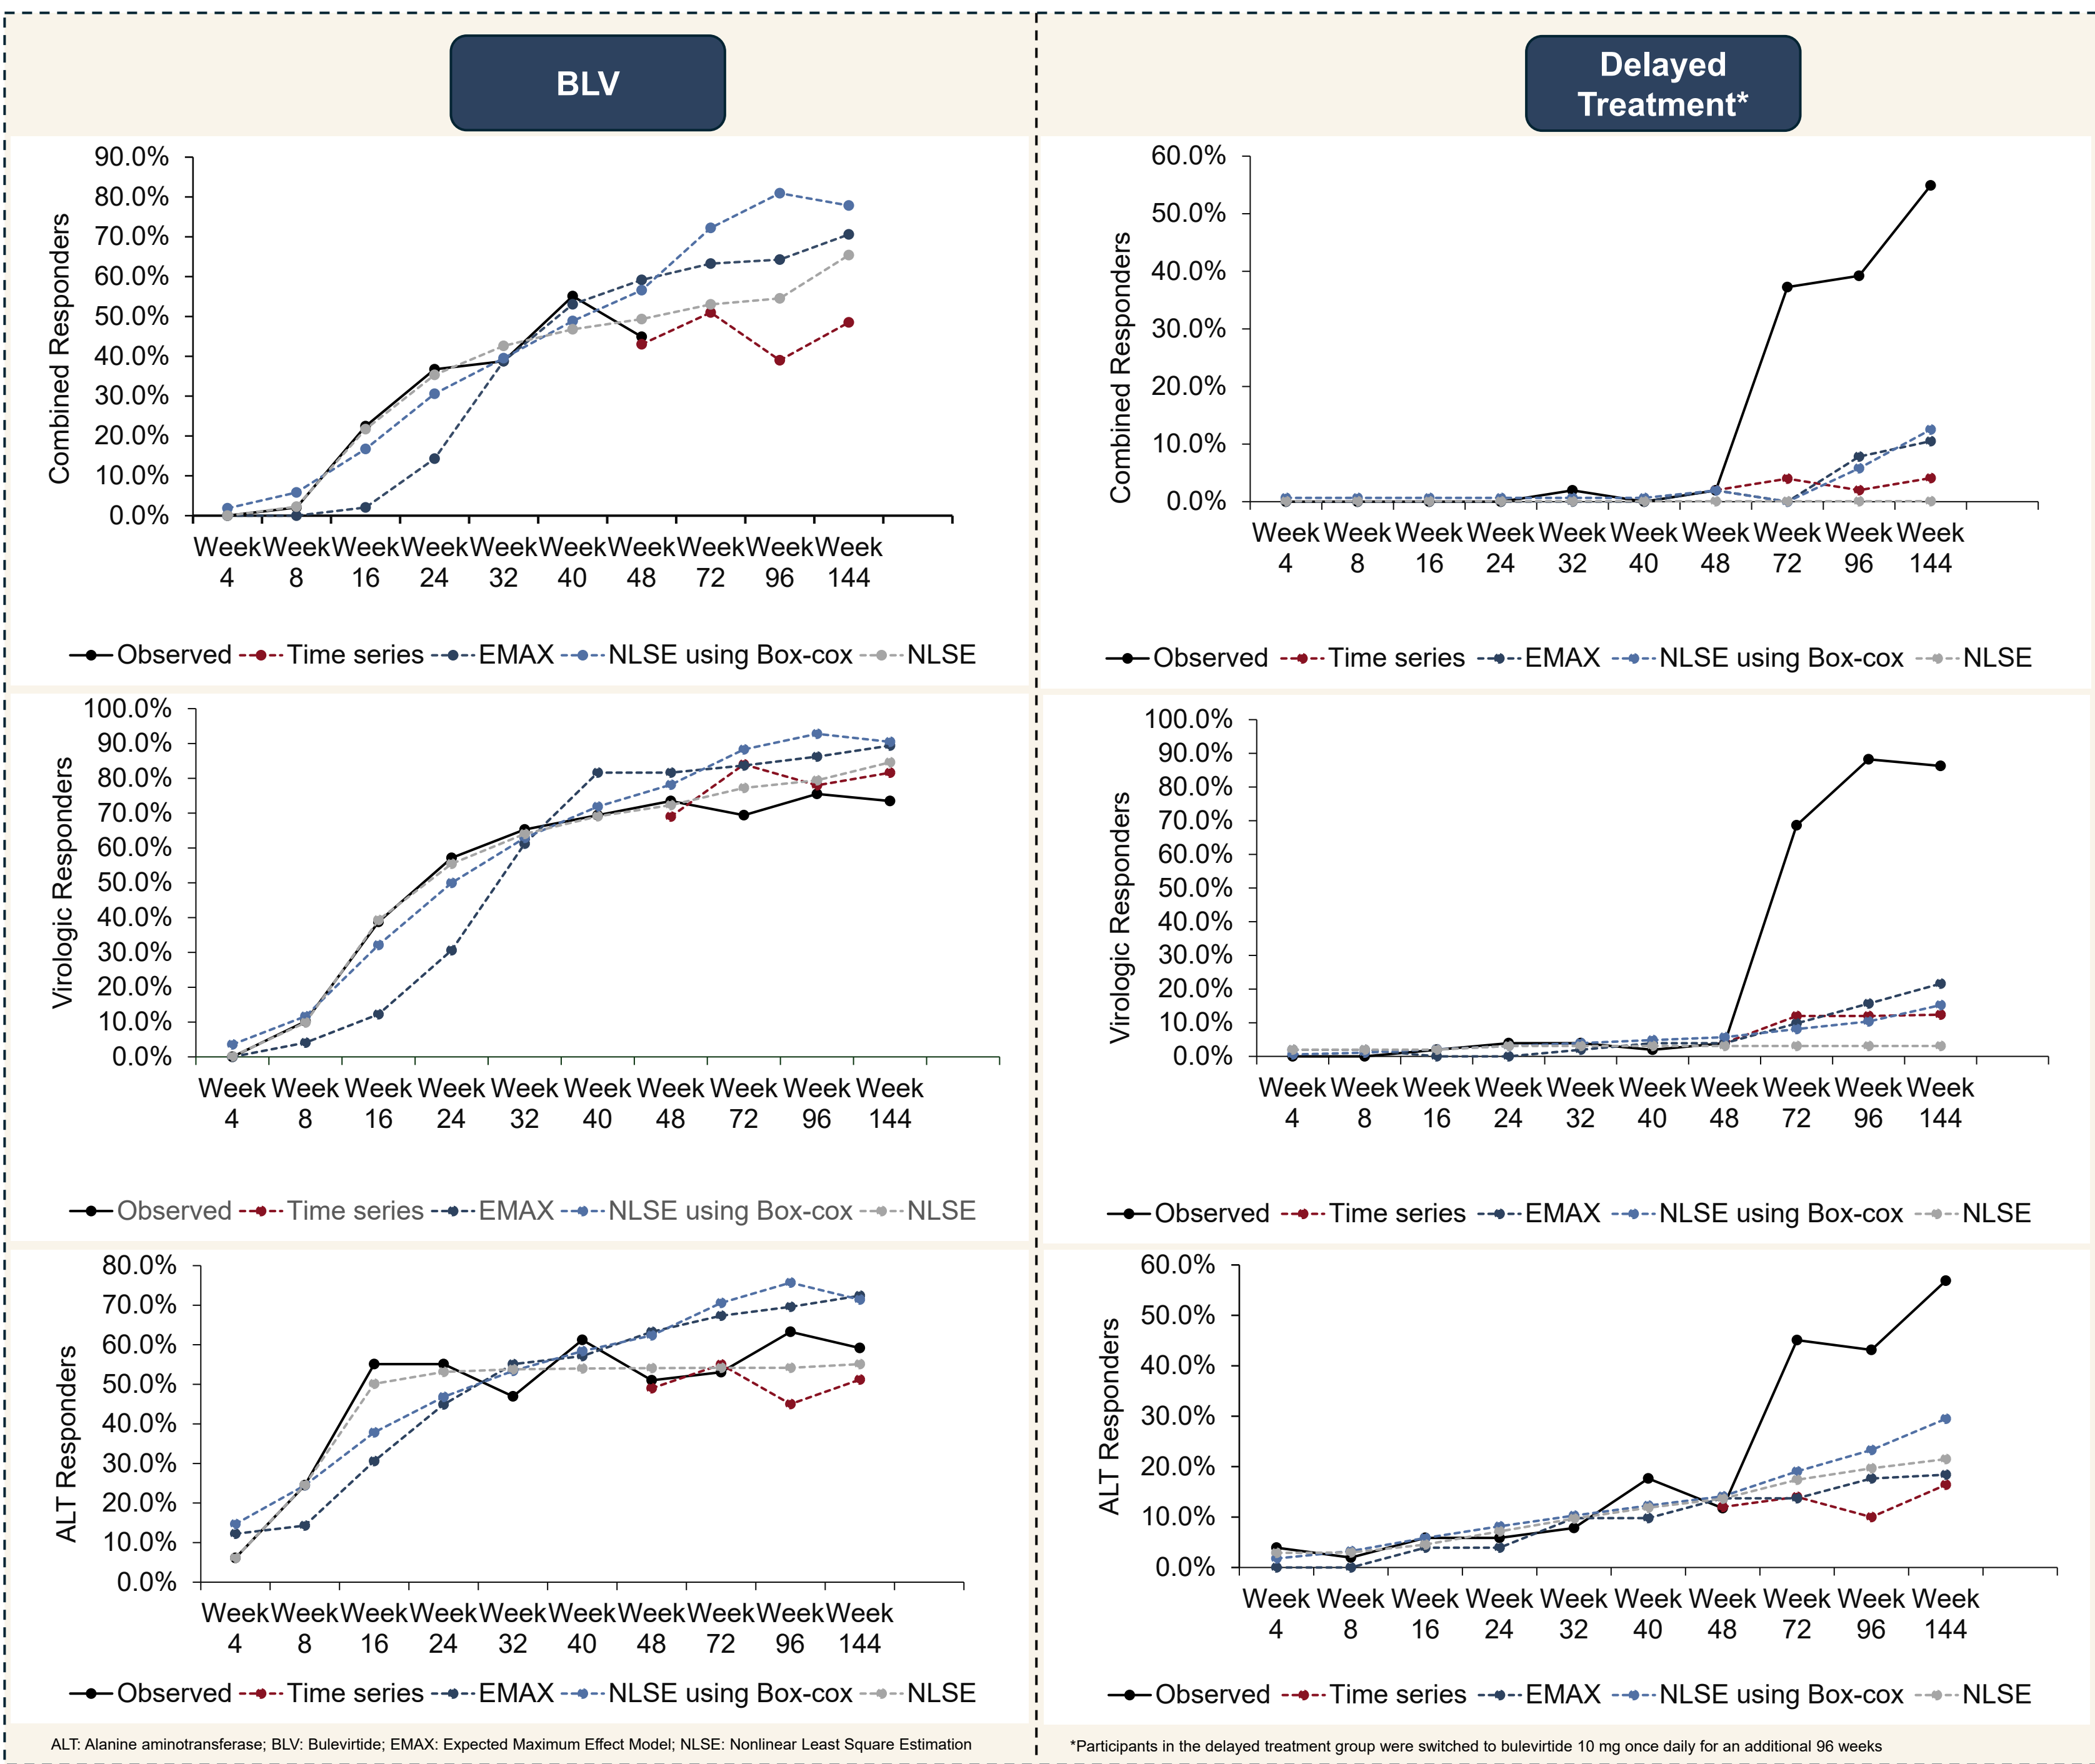 BLV
Delayed
Treatment*
90.0%
80.0%
70.0%
60.0%
50.0%
40.0%
30.0%
20.0%
10.0%
0.0%
Combined Responders
Week Week Week Week Week Week Week Week Week Week
4 8 16 24 32 40 48 72 96 144
Observed Time series EMAX NLSE using Box-cox NLSE
60.0%
50.0%
40.0%
30.0%
20.0%
10.0%
0.0%
Combined Responders
Week Week Week Week Week Week Week Week Week Week
4 8 16 24 32 40 48 72 96 144
Observed Time series EMAX NLSE using Box-cox NLSE
100.0%
90.0%
80.0%
70.0%
60.0%
50.0%
40.0%
30.0%
20.0%
10.0%
0.0%
Virologic Responders
Week Week Week Week Week Week Week Week Week Week
4 8 16 24 32 40 48 72 96 144
Observed Time series EMAX NLSE using Box-cox NLSE
100.0%
90.0%
80.0%
70.0%
60.0%
50.0%
40.0%
30.0%
20.0%
10.0%
0.0%
Virologic Responders
Week Week Week Week Week Week Week Week Week Week
4 8 16 24 32 40 48 72 96 144
Observed Time series EMAX NLSE using Box-cox NLSE
80.0%
70.0%
60.0%
50.0%
40.0%
30.0%
20.0%
10.0%
0.0%
ALT Responders
Week Week Week Week Week Week Week Week Week Week
4 8 16 24 32 40 48 72 96 144
Observed Time series EMAX NLSE using Box-cox NLSE
60.0%
50.0%
40.0%
30.0%
20.0%
10.0%
0.0%
ALT Responders
Week Week Week Week Week Week Week Week Week Week
4 8 16 24 32 40 48 72 96 144
Observed Time series EMAX NLSE using Box-cox NLSE
ALT: Alanine aminotransferase; BLV: Bulevirtide; EMAX: Expected Maximum Effect Model; NLSE: Nonlinear Least Square Estimation
*Participants in the delayed treatment group were switched to bulevirtide 10 mg once daily for an additional 96 weeks